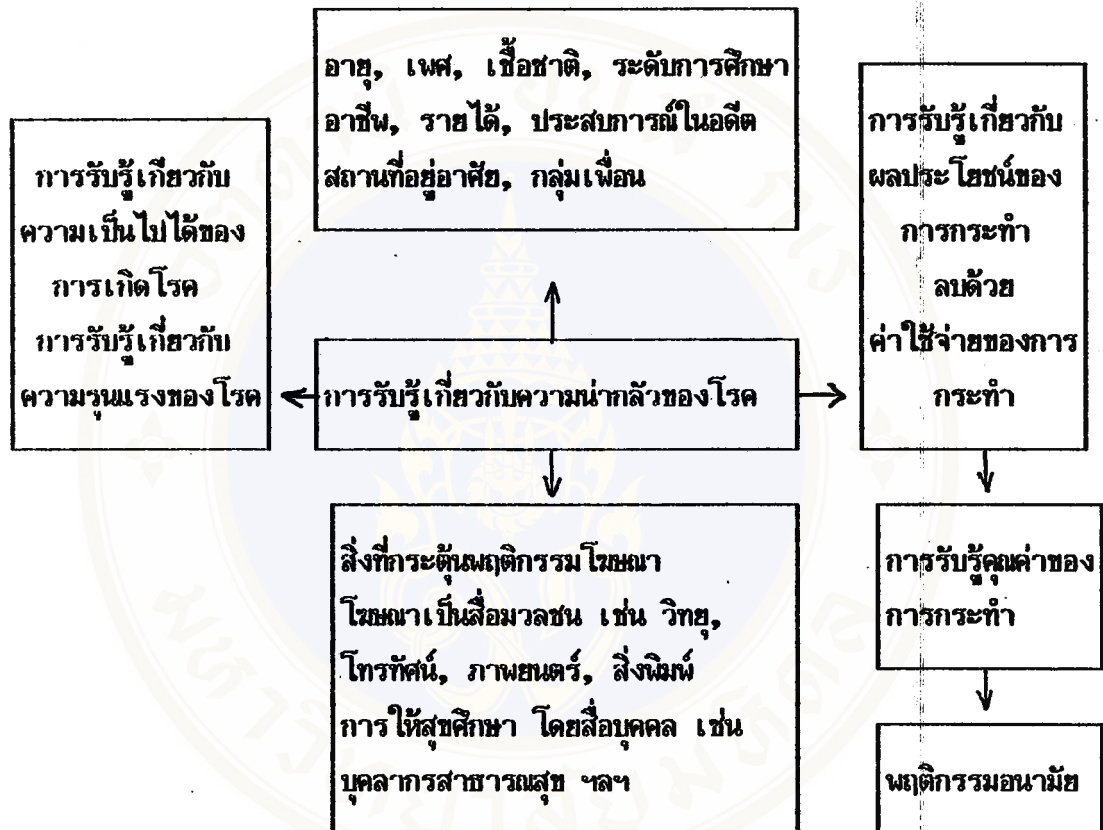 อายุ, เพศ, เชื้อชาติ, ระดับการศึกษา
อาชีพ, รายได้, ประสบการณ์ในอดีต
สถานที่อยู่อาศัย, กลุ่มเพื่อน
การรับรู้เกี่ยวกับ
ความเป็นไปได้ของ
การเกิดโรค
การรับรู้เกี่ยวกับ
ความรุนแรงของโรค
การรับรู้เกี่ยวกับความน่ากลัวของโรค
การรับรู้เกี่ยวกับ
ผลประโยชน์ของ
การกระทำ
ลบด้วย
ค่าใช้จ่ายของการ
กระทำ
สิ่งที่กระตุ้นพฤติกรรมโฆษณา
โฆษณาเป็นสื่อมวลชน เช่น วิทยุ,
โทรทัศน์, ภาพยนตร์, สิ่งพิมพ์
การให้สุขศึกษา โดยสื่อบุคคล เช่น
บุคลากรสาธารณสุข ฯลฯ
การรับรู้คุณค่าของ
การกระทำ
พฤติกรรมอนามัย
มหาวิทยาลัยมหิดล